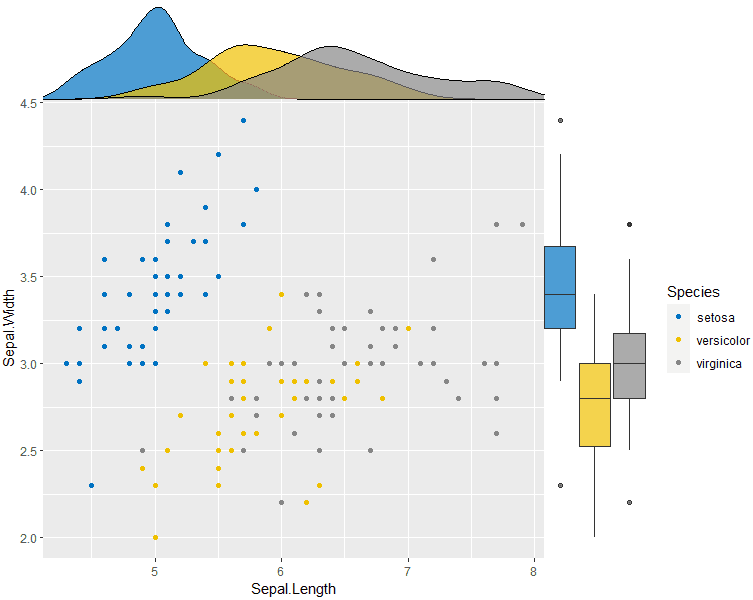 4.5
4.0
3.5
3.0
2.5
2.0
Sepal.Width
5 6 7 8
Sepal.Length
Species
setosa
versicolor
virginica